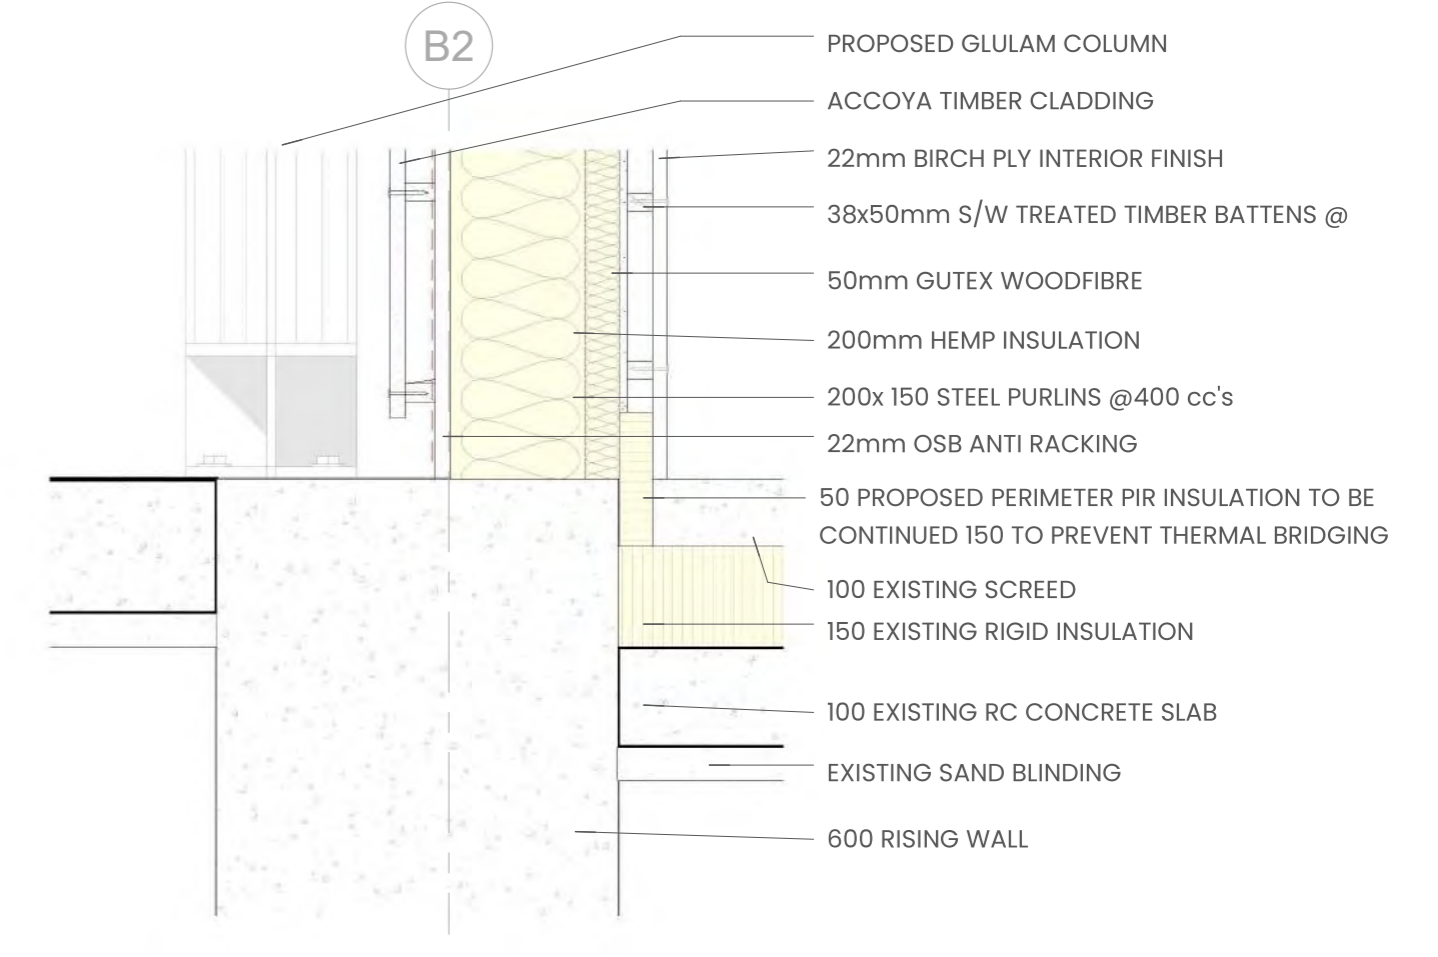 B2
PROPOSED GLULAM COLUMN
ACCOYA TIMBER CLADDING
22mm BIRCH PLY INTERIOR FINISH
38x50mm S/W TREATED TIMBER BATTENS @
50mm GUTEX WOODFIBRE
200mm HEMP INSULATION
200x 150 STEEL PURLINS @400 cc's
22mm OSB ANTI RACKING
50 PROPOSED PERIMETER PIR INSULATION TO BE
CONTINUED 150 TO PREVENT THERMAL BRIDGING
100 EXISTING SCREED
150 EXISTING RIGID INSULATION
100 EXISTING RC CONCRETE SLAB
EXISTING SAND BLINDING
600 RISING WALL